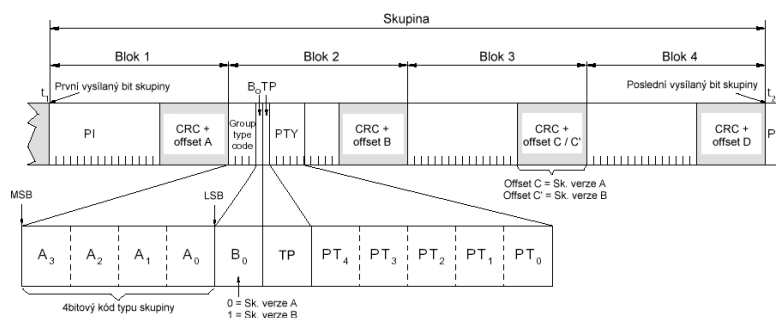 Skupina
Blok 1
Blok 2
Blok 3
Blok 4
t1
První vysílaný bit skupiny
B0 TP
Poslední vysílaný bit skupiny
t2
PI
CRC +
offset A
Group
type
code
PTY
CRC +
offset B
CRC +
offset C / C'
CRC +
offset D
P
Offset C = Sk. verze A
Offset C' = Sk. verze B
MSB
LSB
A3
A2
A1
A0
B0
TP
PT4
PT3
PT2
PT1
PT0
4bitový kód typu skupiny
0 = Sk. verze A
1 = Sk. verze B